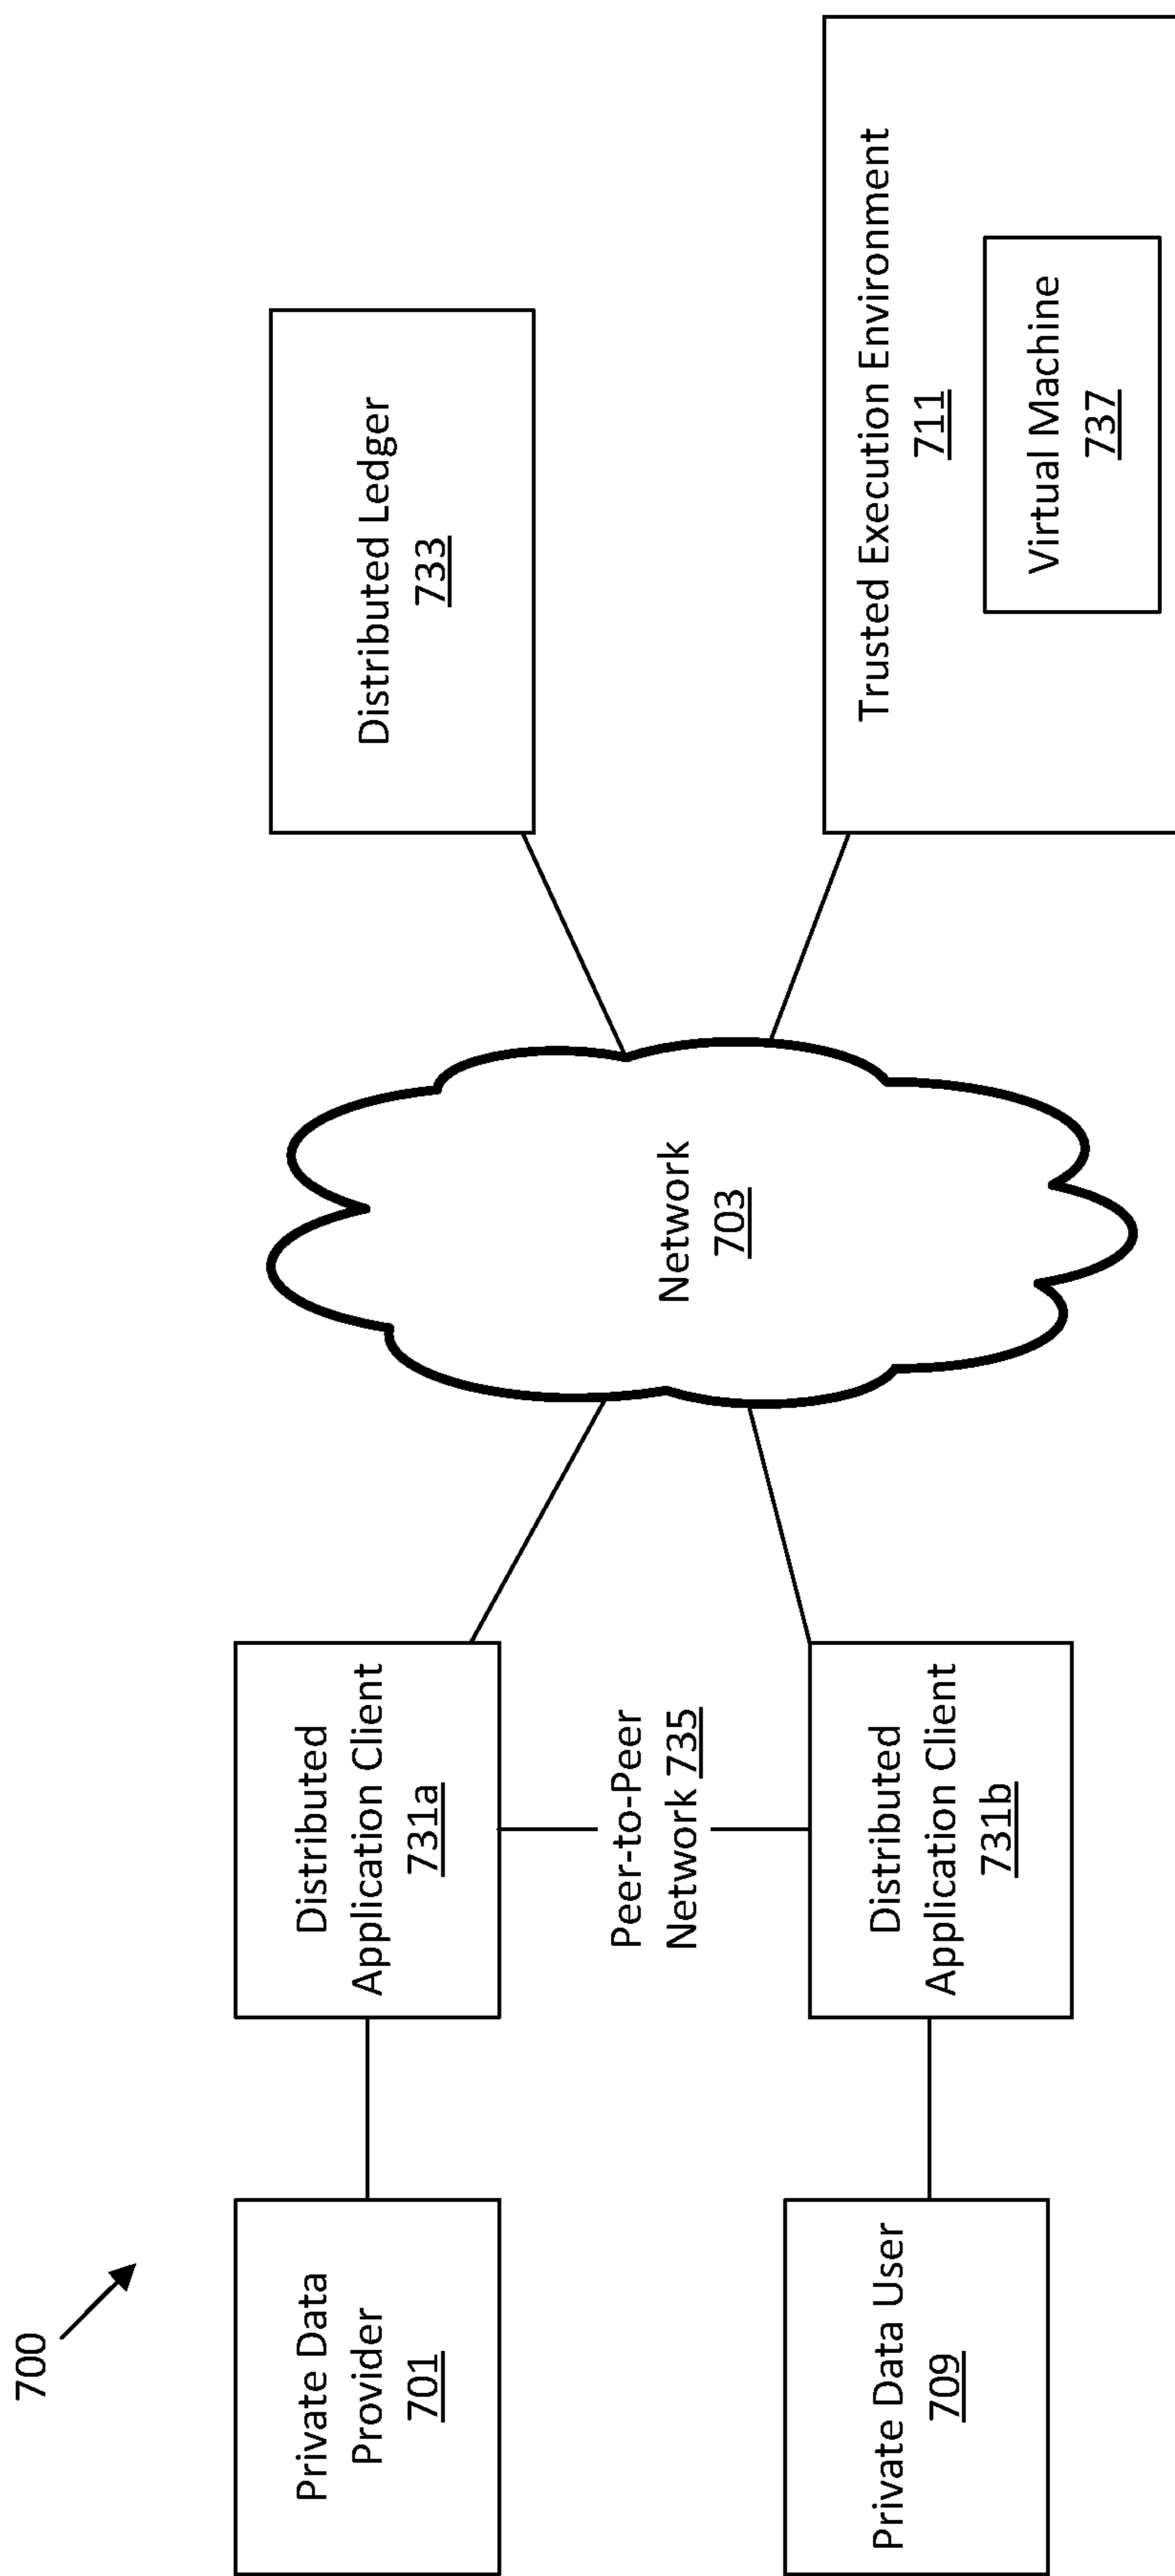 700
Private Data
Provider
701
Distributed
Application Client
731a
Peer-to-Peer
Network 735
Private Data User
709
Distributed
Application Client
731b
Network
703
Distributed Ledger
733
Trusted Execution Environment
711
Virtual Machine
737